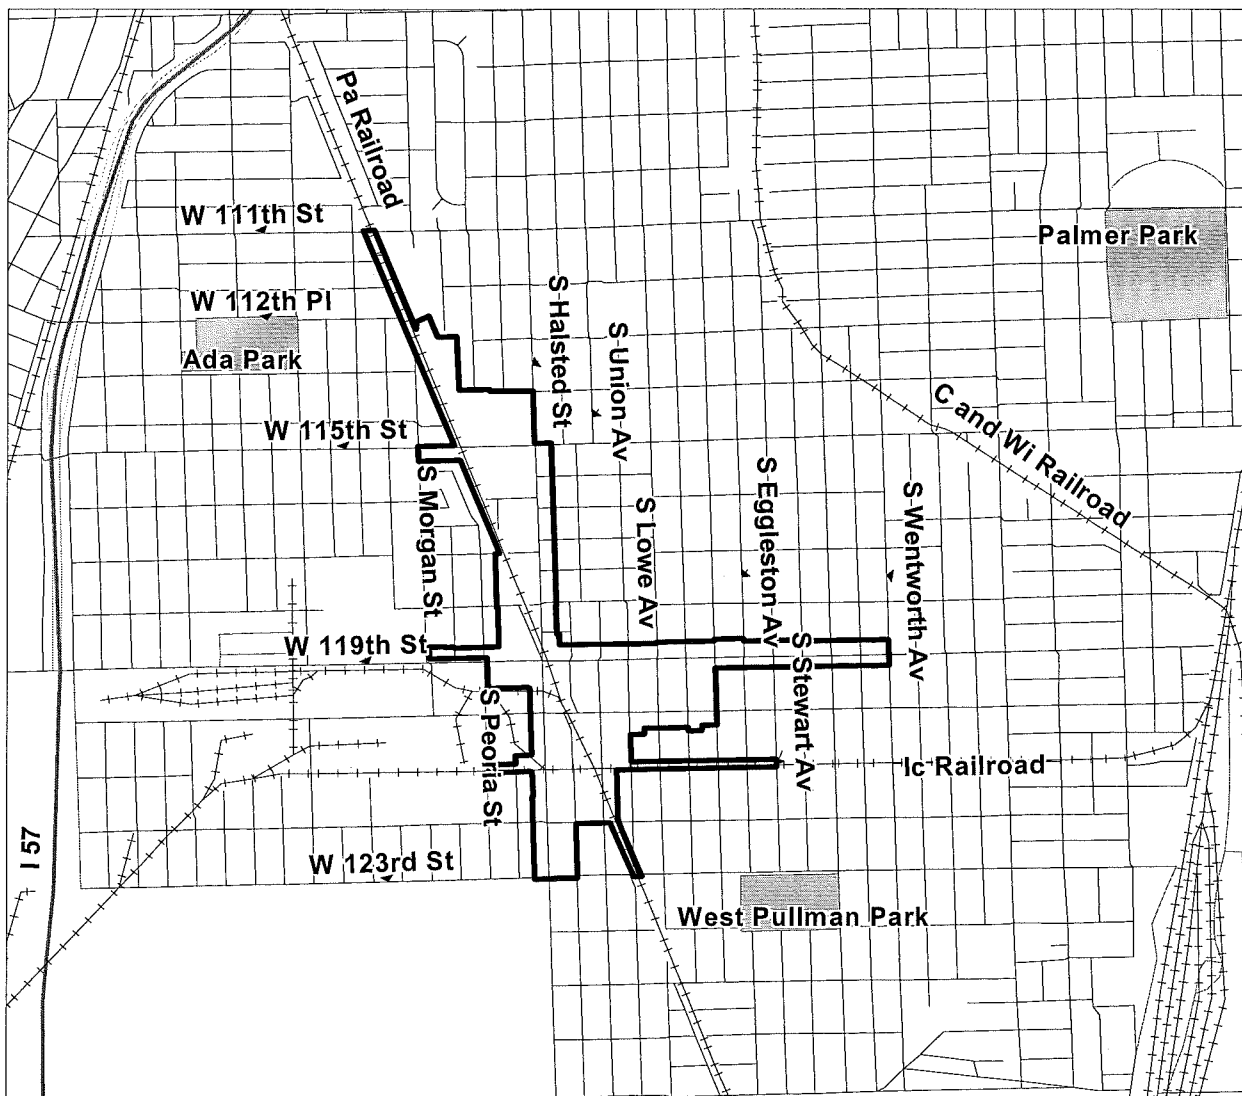 Pa Railroad
W 111th St
Palmer Park
W 112th Pl
Ada Park
S Halsted St
S Union Av
C and Wi Railroad
W 115th St
S Morgan St
S Lowe Av
S Eggleston Av
S Wentworth Av
W 119th St
S Stewart Av
S Peoria St
Ic Railroad
I 57
W 123rd St
West Pullman Park